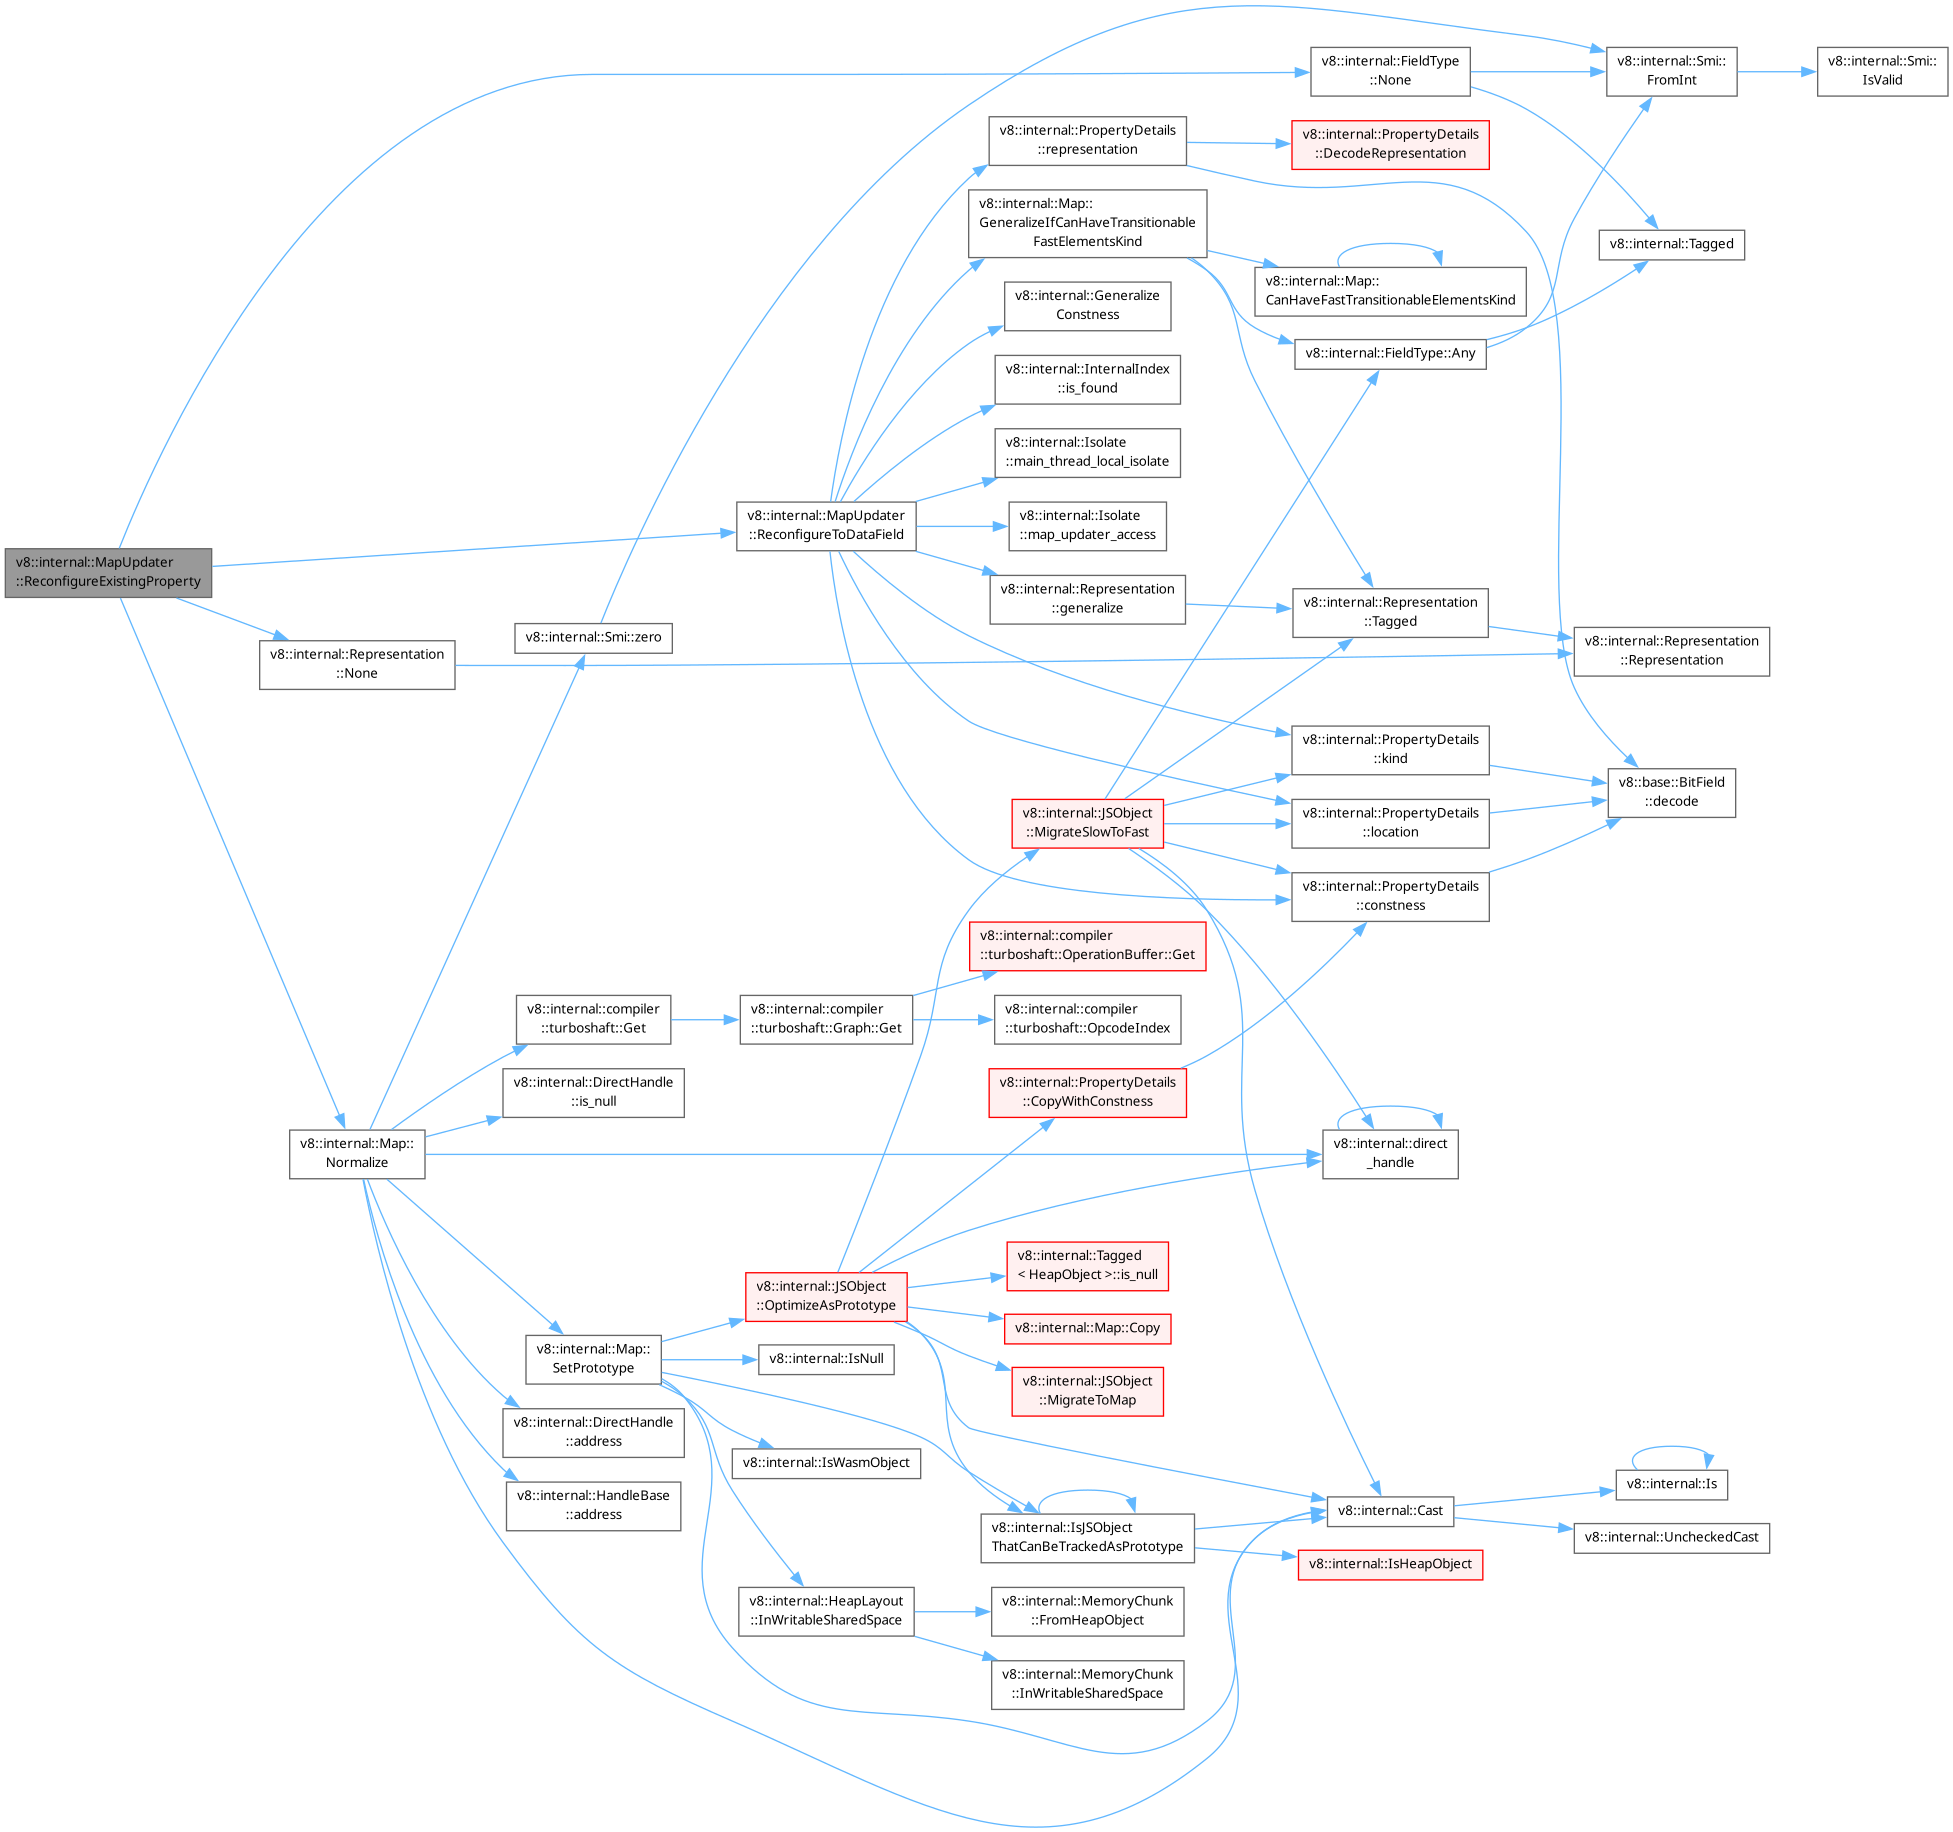 v8::internal::MapUpdater
::ReconfigureExistingProperty
v8::internal::FieldType
::None
v8::internal::Smi::
FromInt
v8::internal::Smi::
IsValid
v8::internal::PropertyDetails
::representation
v8::internal::PropertyDetails
::DecodeRepresentation
v8::internal::Map::
GeneralizeIfCanHaveTransitionable
FastElementsKind
v8::internal::Tagged
v8::internal::Map::
CanHaveFastTransitionableElementsKind
v8::internal::Generalize
Constness
v8::internal::FieldType::Any
v8::internal::InternalIndex
::is_found
v8::internal::Isolate
::main_thread_local_isolate
v8::internal::MapUpdater
::ReconfigureToDataField
v8::internal::Isolate
::map_updater_access
v8::internal::Representation
::generalize
v8::internal::Representation
::Tagged
v8::internal::Smi::zero
v8::internal::Representation
::None
v8::internal::Representation
::Representation
v8::internal::PropertyDetails
::kind
v8::base::BitField
::decode
v8::internal::JSObject
::MigrateSlowToFast
v8::internal::PropertyDetails
::location
v8::internal::PropertyDetails
::constness
v8::internal::compiler
::turboshaft::OperationBuffer::Get
v8::internal::compiler
::turboshaft::Get
v8::internal::compiler
::turboshaft::Graph::Get
v8::internal::compiler
::turboshaft::OpcodeIndex
v8::internal::DirectHandle
::is_null
v8::internal::PropertyDetails
::CopyWithConstness
v8::internal::Map::
Normalize
v8::internal::direct
_handle
v8::internal::Tagged
< HeapObject >::is_null
v8::internal::JSObject
::OptimizeAsPrototype
v8::internal::Map::Copy
v8::internal::Map::
SetPrototype
v8::internal::IsNull
v8::internal::JSObject
::MigrateToMap
v8::internal::DirectHandle
::address
v8::internal::IsWasmObject
v8::internal::HandleBase
::address
v8::internal::Is
v8::internal::Cast
v8::internal::IsJSObject
ThatCanBeTrackedAsPrototype
v8::internal::UncheckedCast
v8::internal::IsHeapObject
v8::internal::HeapLayout
::InWritableSharedSpace
v8::internal::MemoryChunk
::FromHeapObject
v8::internal::MemoryChunk
::InWritableSharedSpace